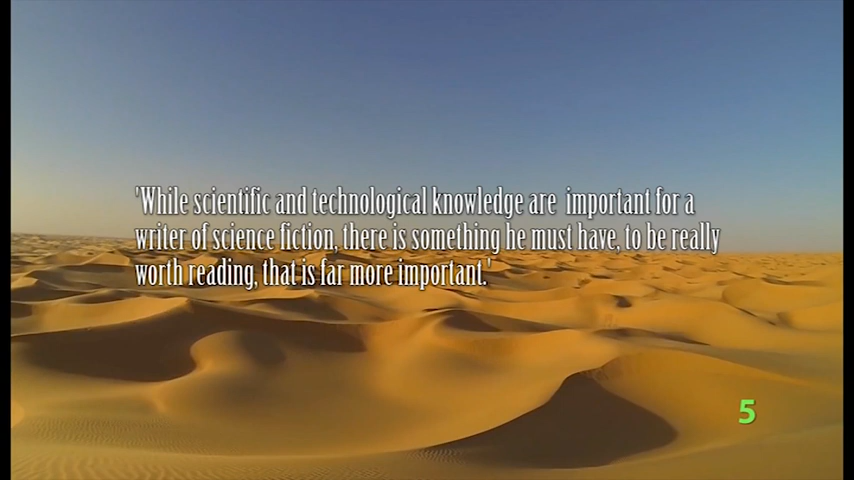 'While scientific and technological knowledge are  important for a
writer of science fiction, there is something he must have, to be really
worth reading, that is far more important.'
5